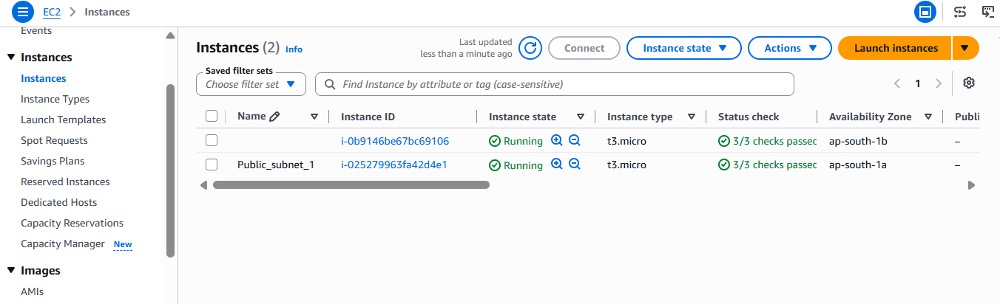 EC2 > Instances
Events
Instances
Instances
Instance Types
Launch Templates
Spot Requests
Savings Plans
Reserved Instances
Dedicated Hosts
Capacity Reservations
Capacity Manager New
Images
AMIs
Instances (2) Info
Last updated
less than a minute ago
Connect
Instance state
Actions
Launch instances
Saved filter sets
Choose filter set
Find Instance by attribute or tag (case-sensitive)
1
Name Instance ID Instance state Instance type Status check Availability Zone Publi
i-0b9146be67bc69106 Running t3.micro 3/3 checks passec ap-south-1b –
Public_subnet_1 i-025279963fa42d4e1 Running t3.micro 3/3 checks passec ap-south-1a –